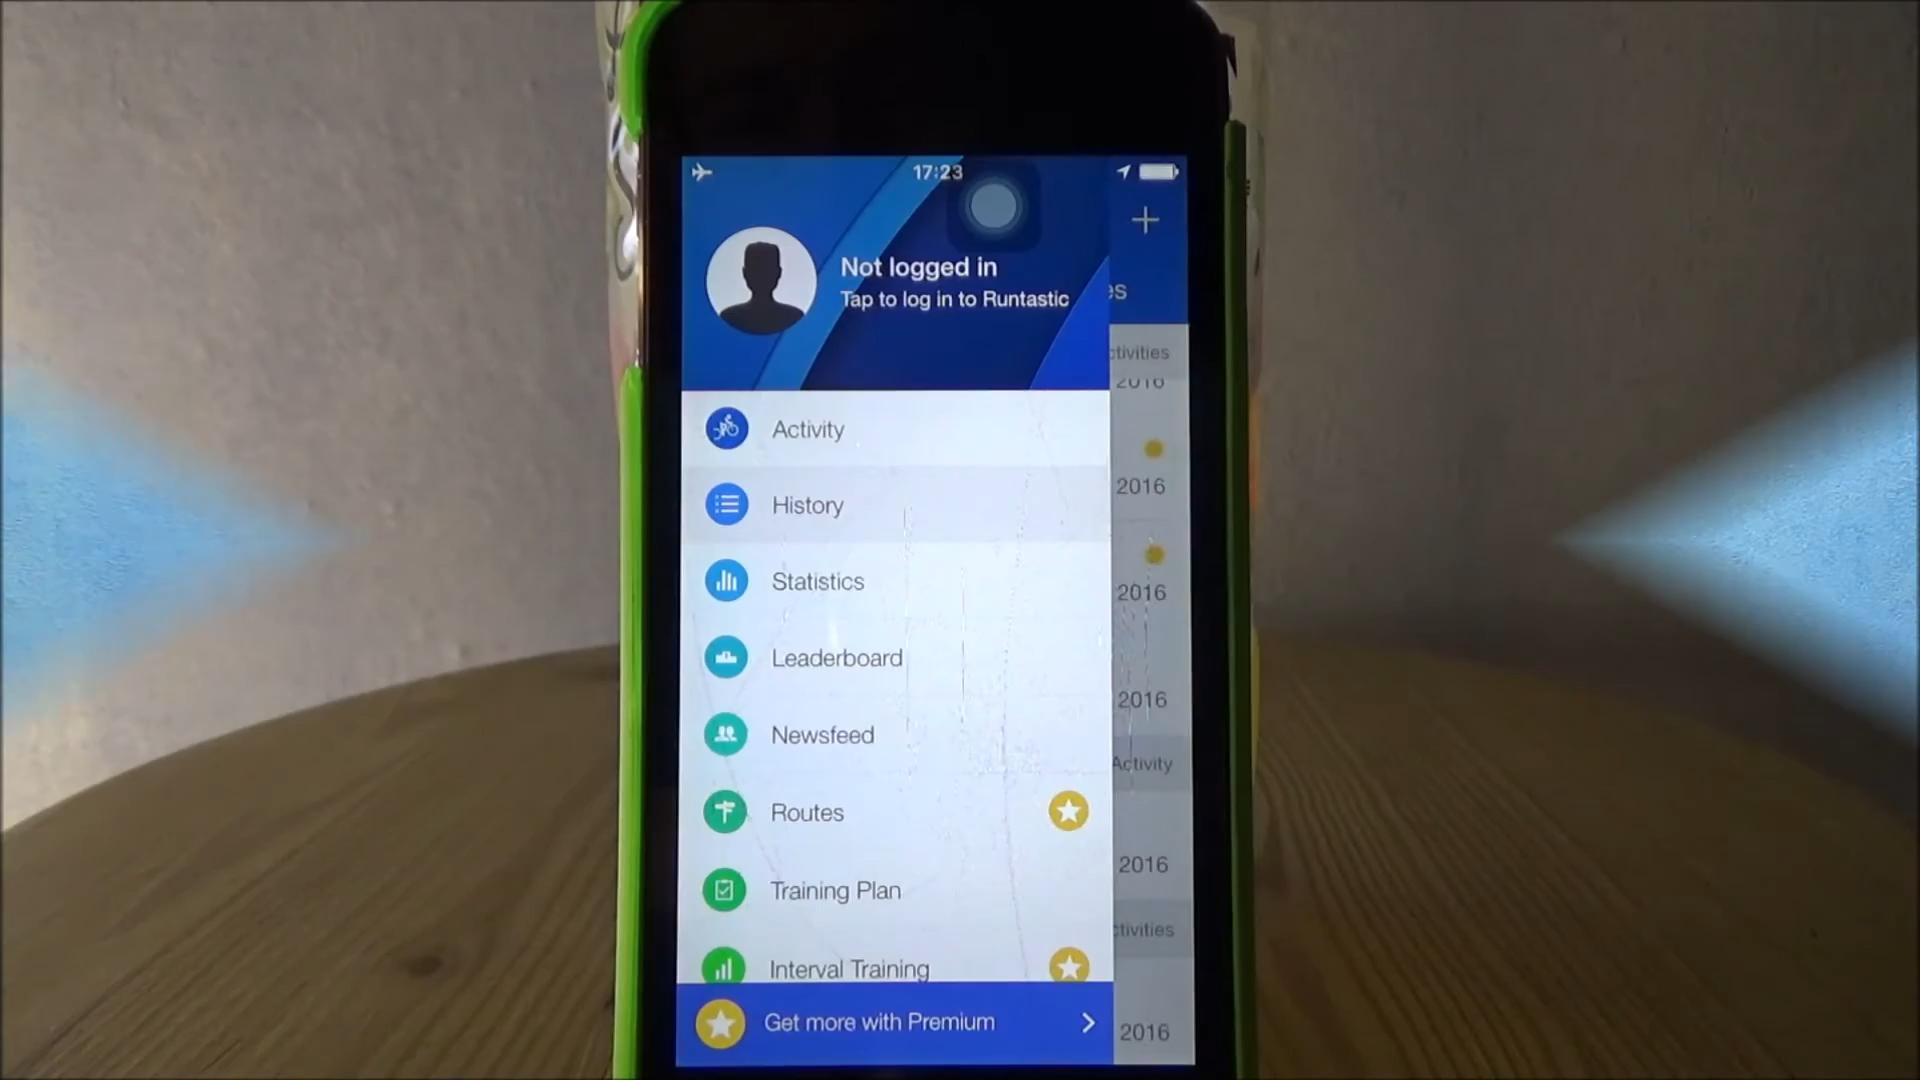 17:23
Not logged in
Tap to log in to Runtastic
es
ctivities
2016
Activity
History
2016
Statistics
2016
Leaderboard
2016
Newsfeed
Activity
Routes
2016
Training Plan
ctivities
Interval Training
Get more with Premium
2016